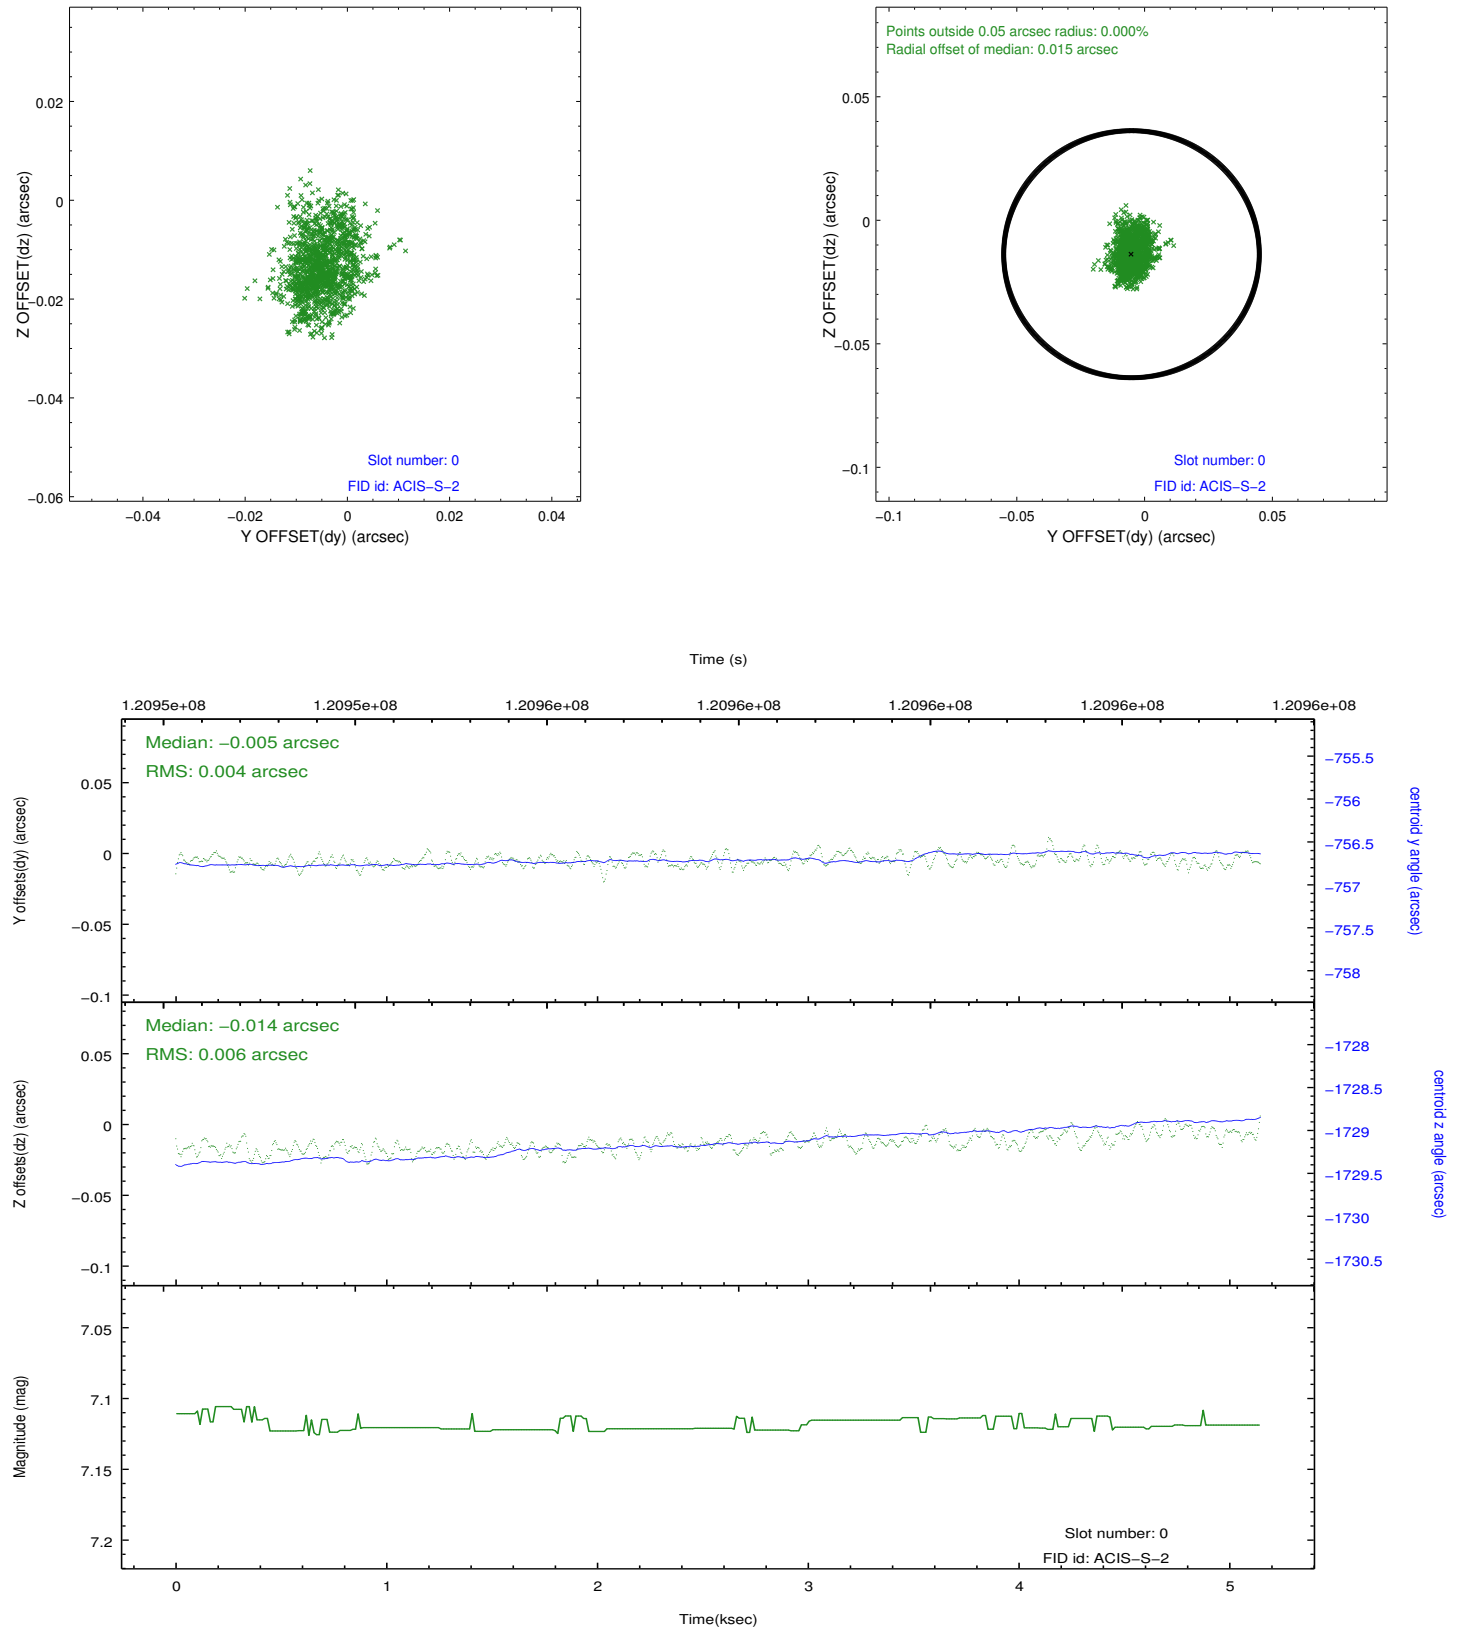 0.02
0
−0.02
−0.04
−0.06
Z OFFSET(dz) (arcsec)
Slot number: 0
FID id: ACIS−S−2
−0.04 −0.02 0 0.02 0.04
Y OFFSET(dy) (arcsec)
Points outside 0.05 arcsec radius: 0.000%
Radial offset of median: 0.015 arcsec
0.05
0
−0.05
−0.1
Z OFFSET(dz) (arcsec)
Slot number: 0
FID id: ACIS−S−2
−0.1 −0.05 0 0.05
Y OFFSET(dy) (arcsec)
Time (s)
1.2095e+08 1.2095e+08 1.2096e+08 1.2096e+08 1.2096e+08 1.2096e+08 1.2096e+08
Median: −0.005 arcsec
RMS: 0.004 arcsec
0.05
0
−0.05
−0.1
Y offsets(dy) (arcsec)
−755.5
−756
−756.5
−757
−757.5
−758
centroid y angle (arcsec)
Median: −0.014 arcsec
RMS: 0.006 arcsec
0.05
0
−0.05
−0.1
Z offsets(dz) (arcsec)
−1728
−1728.5
−1729
−1729.5
−1730
−1730.5
centroid z angle (arcsec)
7.05
7.1
7.15
7.2
Magnitude (mag)
Slot number: 0
FID id: ACIS−S−2
0 1 2 3 4 5
Time(ksec)